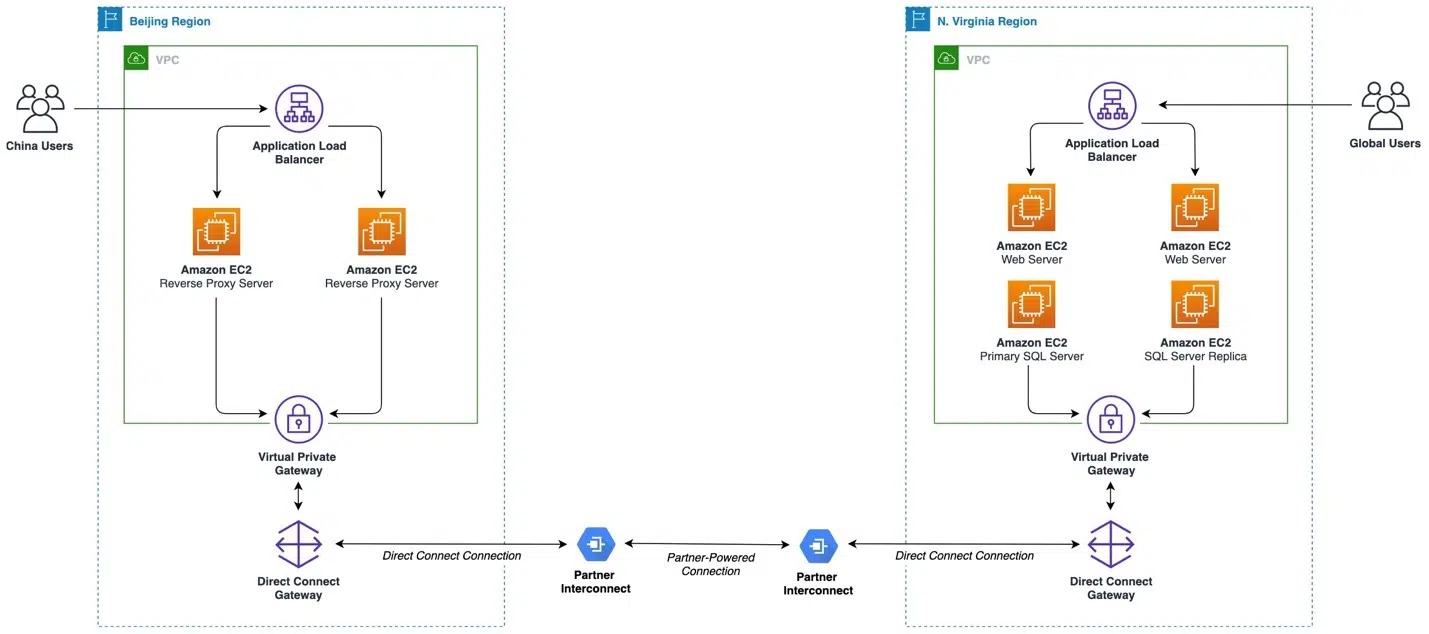 Beijing Region
VPC
China Users
Application Load
Balancer
Amazon EC2
Reverse Proxy Server
Amazon EC2
Reverse Proxy Server
Virtual Private
Gateway
Direct Connect
Gateway
Direct Connect Connection
Partner
Interconnect
Partner-Powered
Connection
Partner
Interconnect
Direct Connect Connection
N. Virginia Region
VPC
Global Users
Application Load
Balancer
Amazon EC2
Web Server
Amazon EC2
Web Server
Amazon EC2
Primary SQL Server
Amazon EC2
SQL Server Replica
Virtual Private
Gateway
Direct Connect
Gateway